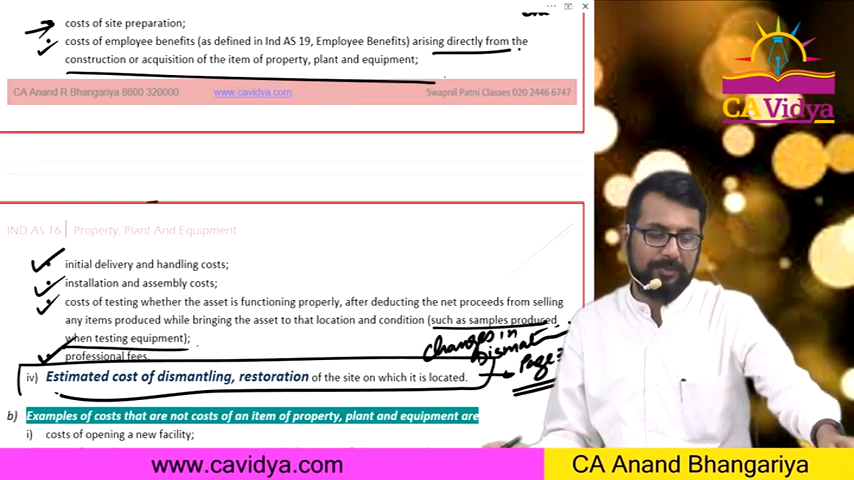 costs of site preparation;
costs of employee benefits (as defined in Ind AS 19, Employee Benefits) arising directly from the
construction or acquisition of the item of property, plant and equipment;
CA Anand R Bhangariya 8600 320000 www.cavidya.com Swapnil Patni Classes 020 2446 6747
CA Vidya
IND AS 16 | Property, Plant And Equipment
initial delivery and handling costs;
installation and assembly costs;
costs of testing whether the asset is functioning properly, after deducting the net proceeds from selling
any items produced while bringing the asset to that location and condition (such as samples produced
when testing equipment);
professional fees.
Changes in
Page
iv) Estimated cost of dismantling, restoration of the site on which it is located.
b) Examples of costs that are not costs of an item of property, plant and equipment are
i) costs of opening a new facility;
www.cavidya.com
CA Anand Bhangariya